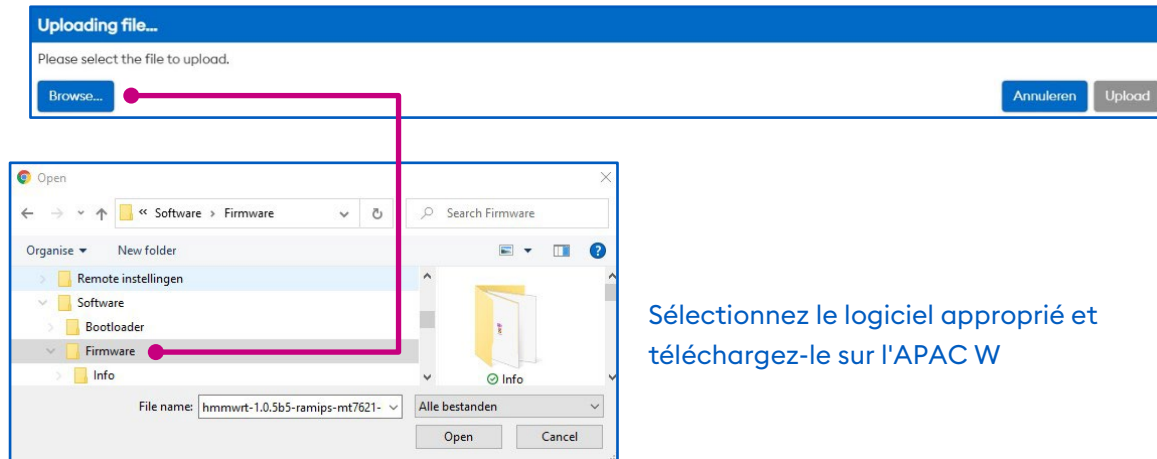 Uploading file...
Please select the file to upload.
Browse...
Annuleren
Upload
Open
« Software › Firmware
Search Firmware
Organise
New folder
Remote instellingen
Software
Bootloader
Firmware
Info
Info
File name:
hmmwrt-1.0.5b5-ramips-mt7621-
Alle bestanden
Open
Cancel
Sélectionnez le logiciel approprié et
téléchargez-le sur l'APAC W